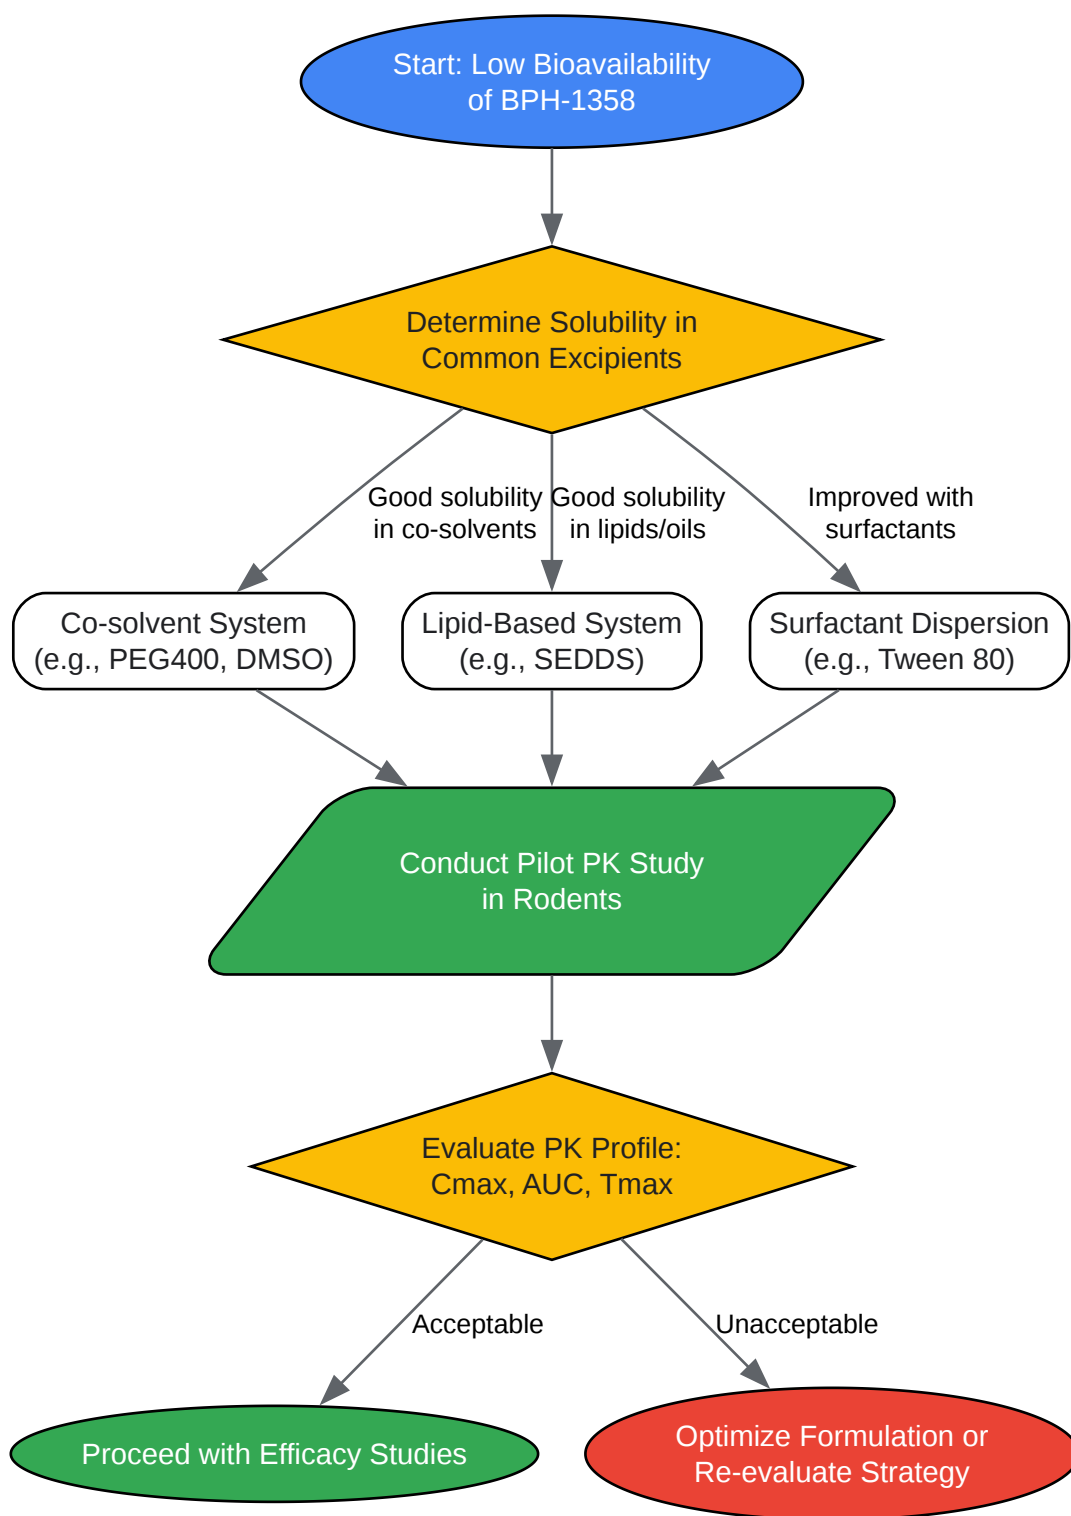 Start: Low Bioavailability
of BPH-1358
Determine Solubility in
Common Excipients
Good solubility
in co-solvents
Good solubility
in lipids/oils
Improved with
surfactants
Co-solvent System
(e.g., PEG400, DMSO)
Lipid-Based System
(e.g., SEDDS)
Surfactant Dispersion
(e.g., Tween 80)
Conduct Pilot PK Study
in Rodents
Evaluate PK Profile:
Cmax, AUC, Tmax
Acceptable
Unacceptable
Proceed with Efficacy Studies
Optimize Formulation or
Re-evaluate Strategy